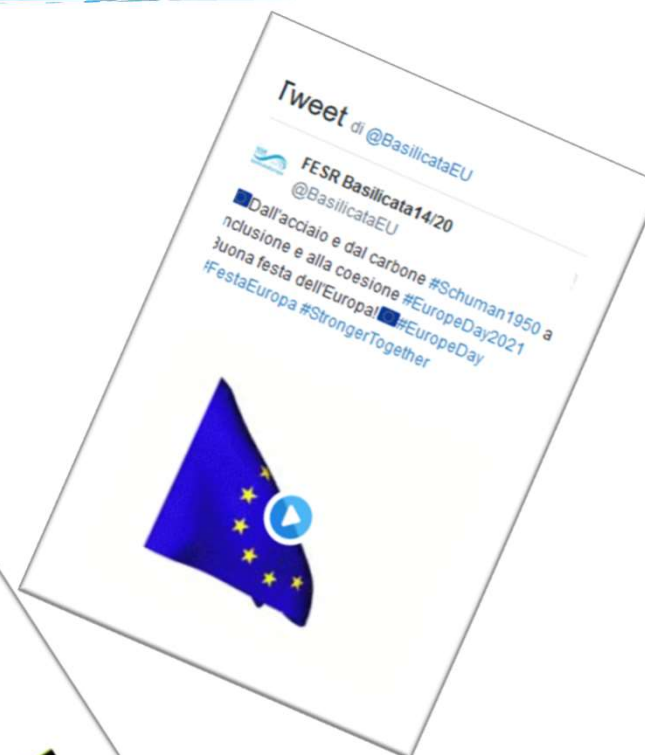 Tweet di @BasilicataEU
FESR Basilicata14/20
@BasilicataEU
🇪🇺Dall'acciaio e dal carbone #Schuman1950 a
nclusione e alla coesione #EuropeDay2021
Buona festa dell'Europa!🇪🇺#EuropeDay
#FestaEuropa #StrongerTogether